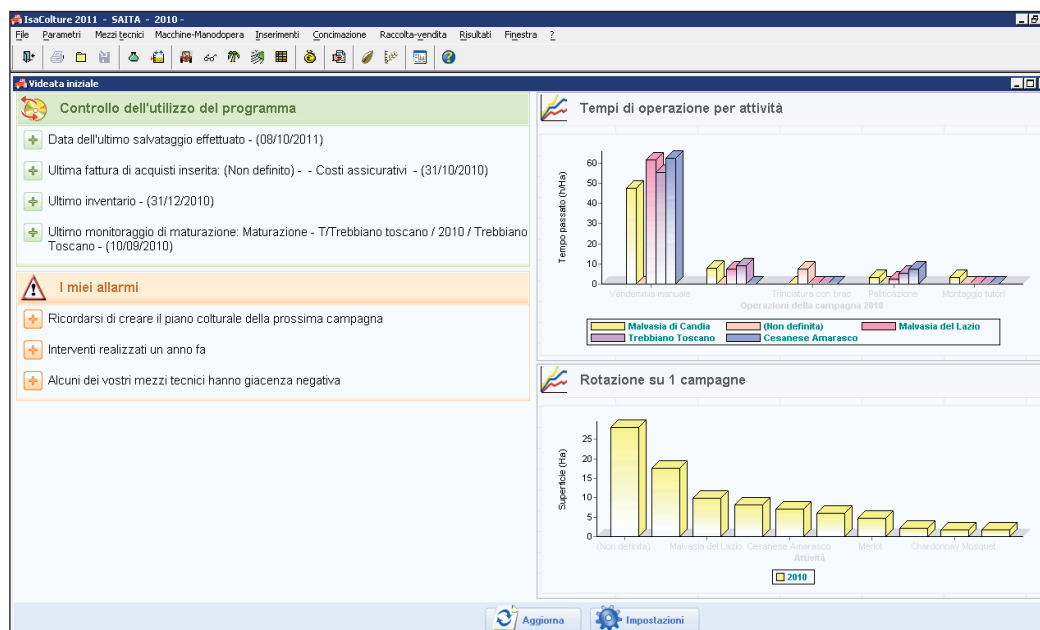 IsaColture 2011 - SAITA - 2010 -
File Parametri Mezzi tecnici Macchine-Manodopera Inserimenti Concimazione Raccolta-vendita Risultati Finestra ?
Videata iniziale
Controllo dell'utilizzo del programma
Data dell'ultimo salvataggio effettuato - (08/10/2011)
Ultima fattura di acquisti inserita: (Non definito) - - Costi assicurativi - (31/10/2010)
Ultimo inventario - (31/12/2010)
Ultimo monitoraggio di maturazione: Maturazione - T/Trebbiano toscano / 2010 / Trebbiano
Toscano - (10/09/2010)
I miei allarmi
Ricordarsi di creare il piano colturale della prossima campagna
Interventi realizzati un anno fa
Alcuni dei vostri mezzi tecnici hanno giacenza negativa
Tempi di operazione per attività
Tempo passato (h/Ha)
60
50
40
30
20
10
0
Vendemmia manuale Trinciatura con brac Palificazione Montaggio tutori
Operazioni della campagna 2010
Malvasia di Candia (Non definita) Malvasia del Lazio
Trebbiano Toscano Cesanese Amarasco
Rotazione su 1 campagne
Superficie (Ha)
25
20
15
10
5
0
(Non definita) Malvasia del Lazio Cesanese Amarasco Merlot Chardonnay Mosquet
Attività
2010
Aggiorna Impostazioni